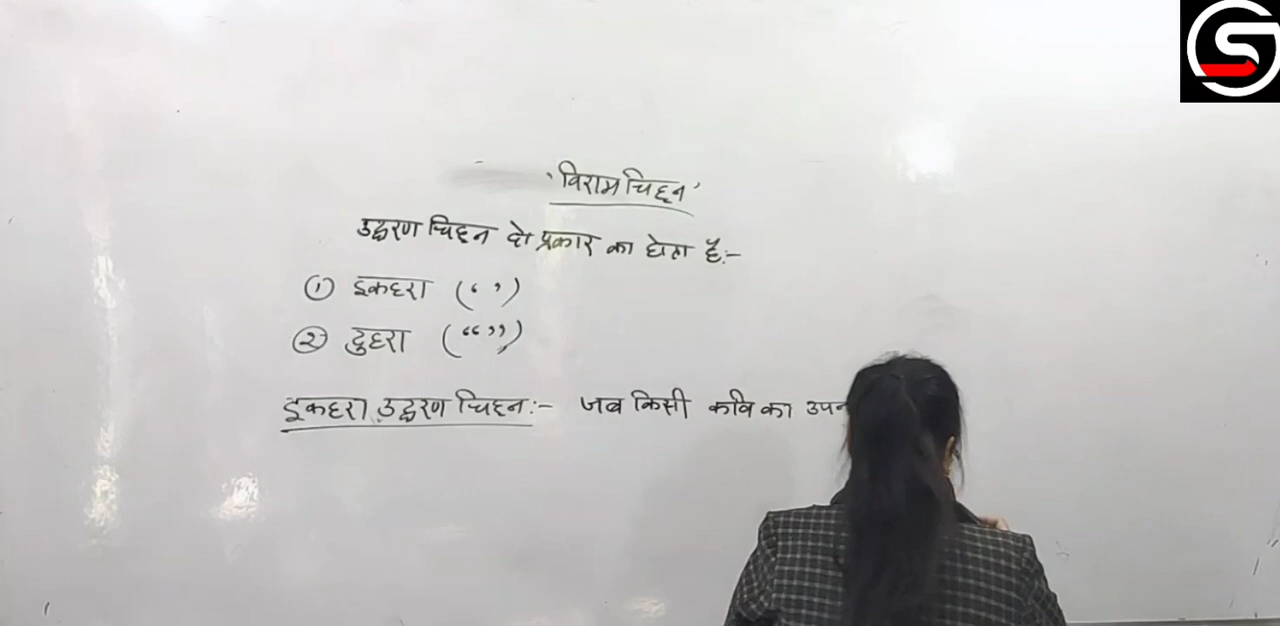 'विराम चिह्न'
उद्धरण चिह्न दो प्रकार का होता है:-
① इकहरा (‘ ’)
② दुहरा (“ ”)
इकहरा उद्धरण चिह्न:- जब किसी कवि का
S